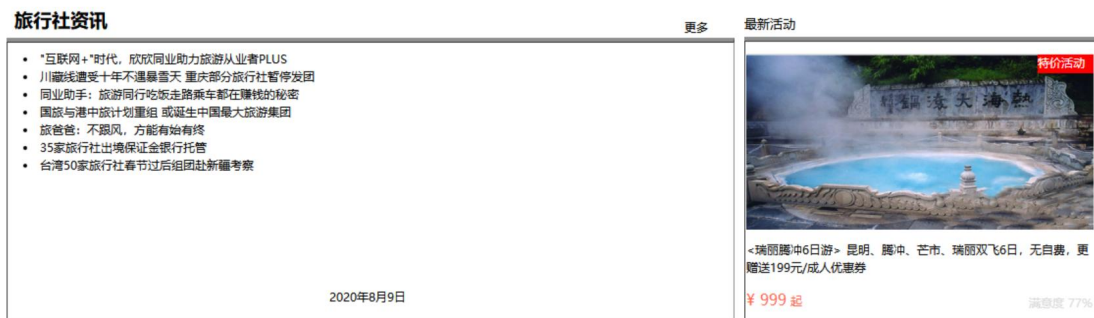 旅行社资讯
更多
"互联网+"时代，欣欣同业助力旅游从业者PLUS
川藏线遭受十年不遇暴雪天 重庆部分旅行社暂停发团
同业助手：旅游同行吃饭走路乘车都在赚钱的秘密
国旅与港中旅计划重组 或诞生中国最大旅游集团
旅爸爸：不跟风，方能有始有终
35家旅行社出境保证金银行托管
台湾50家旅行社春节过后组团赴新疆考察
2020年8月9日
最新活动
特价活动
鍋滾大海熱
<瑞丽腾冲6日游> 昆明、腾冲、芒市、瑞丽双飞6日，无自费，更
赠送199元/成人优惠券
¥ 999 起
满意度 77%